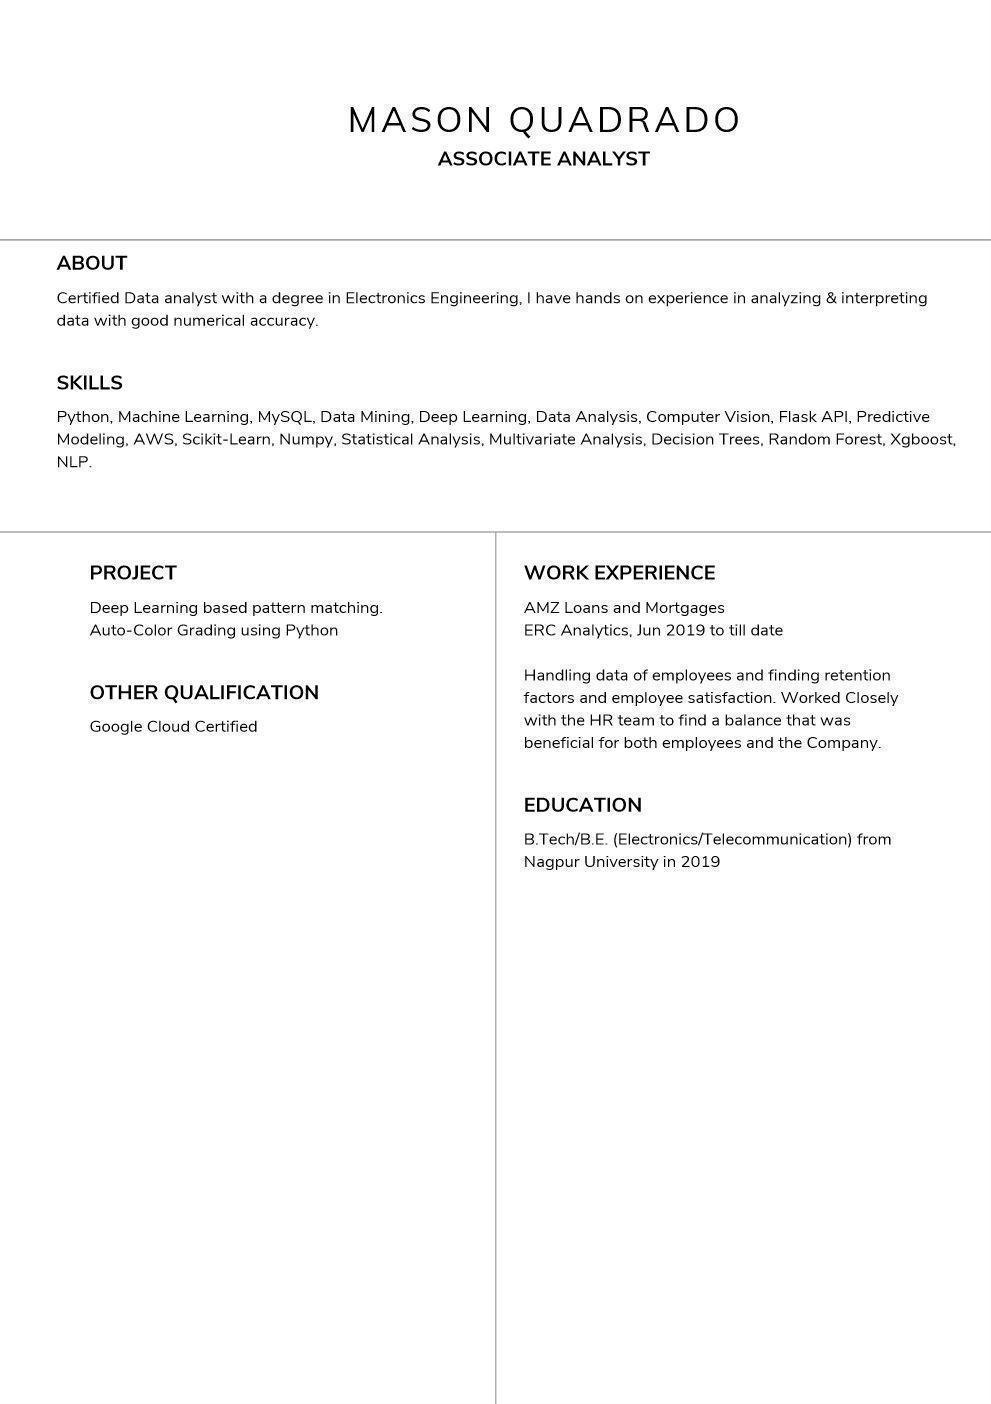 MASON QUADRADO
ASSOCIATE ANALYST
ABOUT
Certified Data analyst with a degree in Electronics Engineering, I have hands on experience in analyzing & interpreting
data with good numerical accuracy.
SKILLS
Python, Machine Learning, MySQL, Data Mining, Deep Learning, Data Analysis, Computer Vision, Flask API, Predictive
Modeling, AWS, Scikit-Learn, Numpy, Statistical Analysis, Multivariate Analysis, Decision Trees, Random Forest, Xgboost,
NLP.
PROJECT
Deep Learning based pattern matching.
Auto-Color Grading using Python
OTHER QUALIFICATION
Google Cloud Certified
WORK EXPERIENCE
AMZ Loans and Mortgages
ERC Analytics, Jun 2019 to till date
Handling data of employees and finding retention
factors and employee satisfaction. Worked Closely
with the HR team to find a balance that was
beneficial for both employees and the Company.
EDUCATION
B.Tech/B.E. (Electronics/Telecommunication) from
Nagpur University in 2019